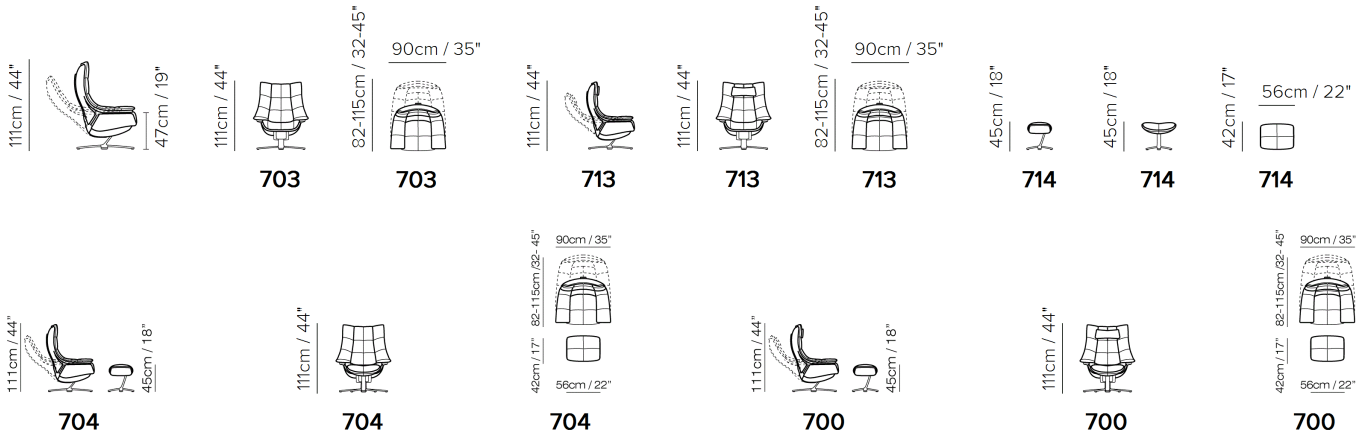 111cm / 44"
47cm / 19"
111cm / 44"
703
82-115cm / 32-45"
90cm / 35"
703
111cm / 44"
713
111cm / 44"
713
82-115cm / 32-45"
90cm / 35"
713
45cm / 18"
714
45cm / 18"
714
42cm / 17"
56cm / 22"
714
111cm / 44"
45cm / 18"
704
111cm / 44"
704
90cm / 35"
82-115cm /32- 45"
42cm / 17"
56cm / 22"
704
111cm / 44"
45cm / 18"
700
111cm / 44"
700
90cm / 35"
82-115cm /32- 45"
42cm / 17"
56cm / 22"
700